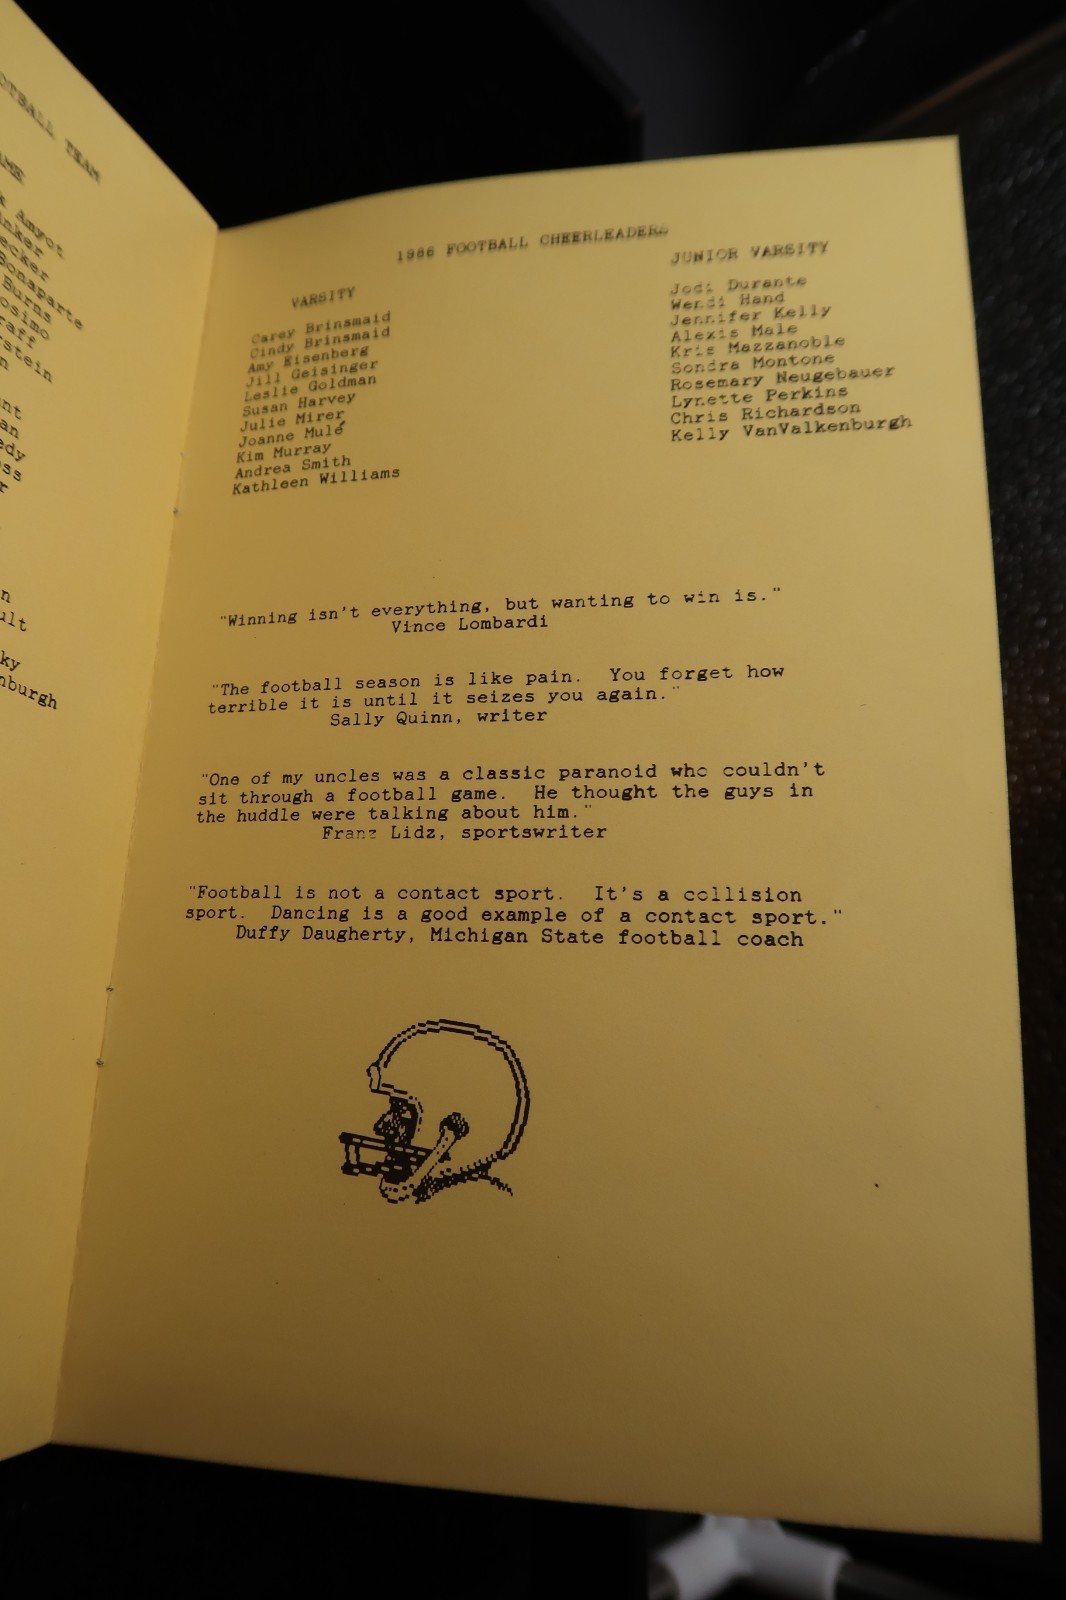 TEAM
Amyot
Bonaparte
Burns
1986 FOOTBALL CHEERLEADERS
VARSITY
Carey Brinsmaid
Cindy Brinsmaid
Amy Eisenberg
Jill Geisinger
Leslie Goldman
Susan Harvey
Julie Mirer
Joanne Mulé
Kim Murray
Andrea Smith
Kathleen Williams
JUNIOR VARSITY
Jodi Durante
Wendi Hand
Jennifer Kelly
Alexis Male
Kris Mazzanoble
Sondra Montone
Rosemary Neugebauer
Lynette Perkins
Chris Richardson
Kelly VanValkenburgh
"Winning isn't everything, but wanting to win is."
Vince Lombardi
"The football season is like pain. You forget how
terrible it is until it seizes you again."
Sally Quinn, writer
"One of my uncles was a classic paranoid who couldn't
sit through a football game. He thought the guys in
the huddle were talking about him."
Franz Lidz, sportswriter
"Football is not a contact sport. It's a collision
sport. Dancing is a good example of a contact sport."
Duffy Daugherty, Michigan State football coach